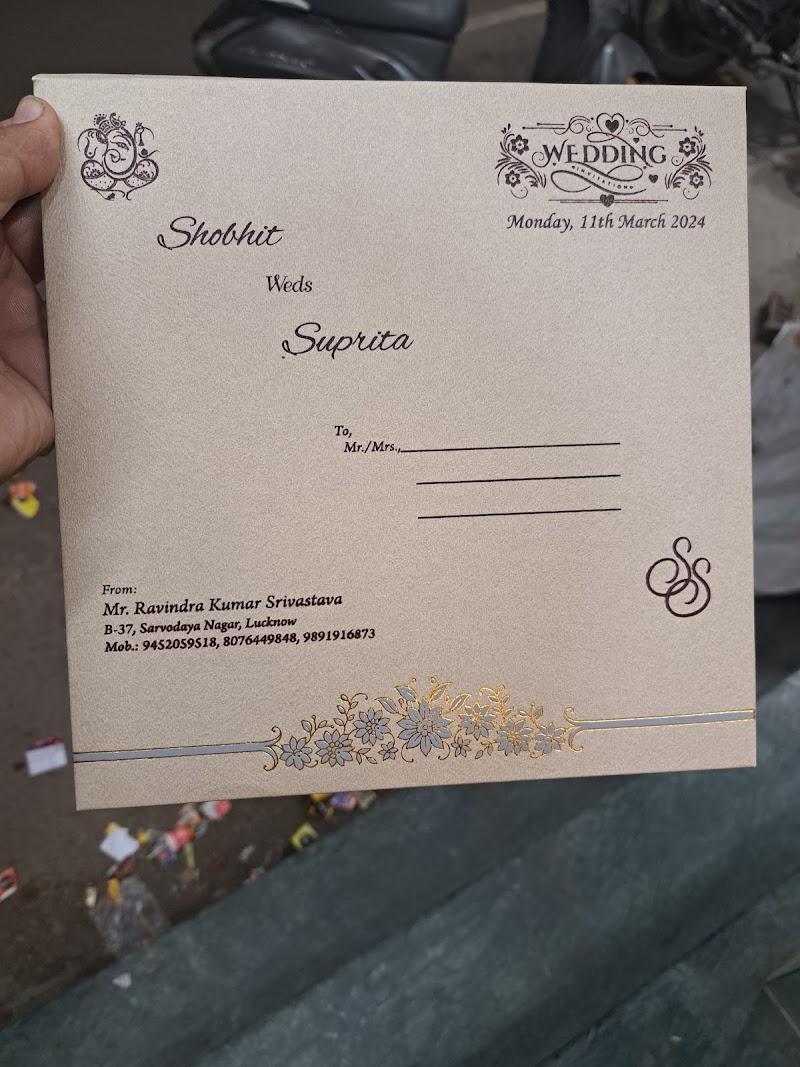 WEDDING
INVITATION
Monday, 11th March 2024
Shobhit
Weds
Suprita
To,
Mr./Mrs.,
SS
From:
Mr. Ravindra Kumar Srivastava
B-37, Sarvodaya Nagar, Lucknow
Mob.: 9452059518, 8076449848, 9891916873